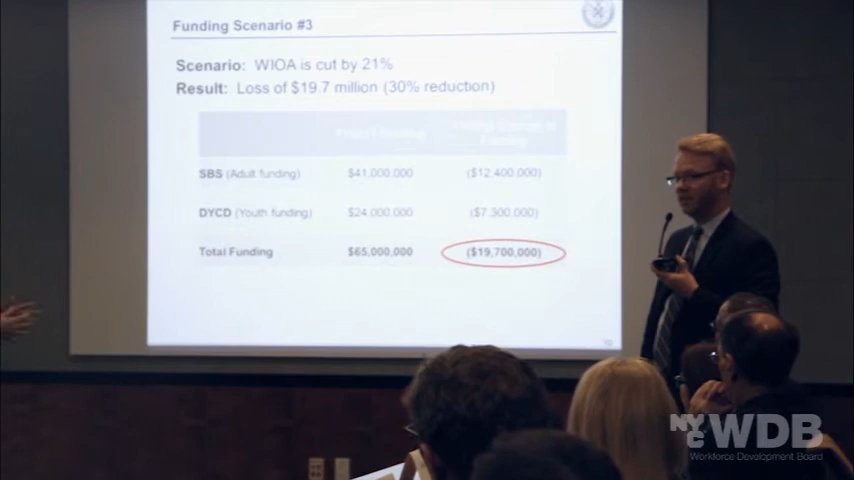 Funding Scenario #3
Scenario: WIOA is cut by 21%
Result: Loss of $19.7 million (30% reduction)
SBS (Adult funding) $41,000,000 ($12,400,000)
DYCD (Youth funding) $24,000,000 ($7,300,000)
Total Funding $65,000,000 ($19,700,000)
NYC WDB
Workforce Development Board